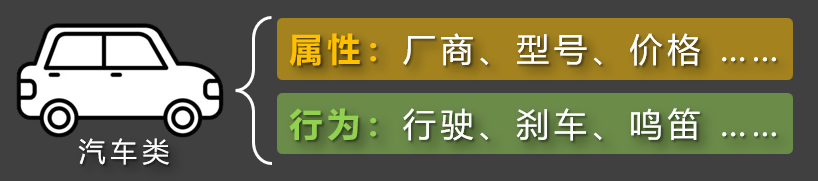 属性：厂商、型号、价格 ……
行为：行驶、刹车、鸣笛 ……
汽车类